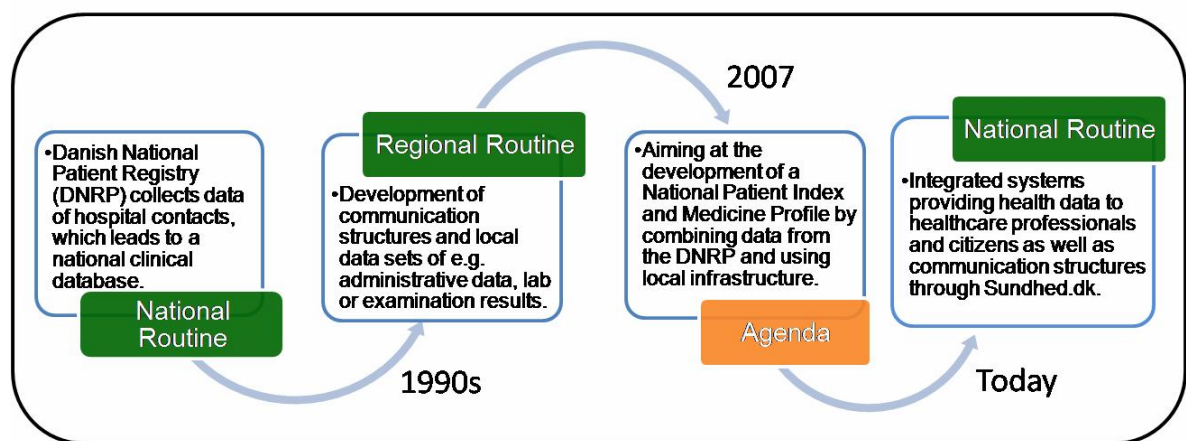 •Danish National
Patient Registry
(DNRP) collects data
of hospital contacts,
which leads to a
national clinical
database.
National
Routine
1990s
Regional Routine
•Development of
communication
structures and local
data sets of e.g.
administrative data, lab
or examination results.
2007
•Aiming at the
development of a
National Patient Index
and Medicine Profile by
combining data from
the DNRP and using
local infrastructure.
Agenda
Today
National Routine
•Integrated systems
providing health data to
healthcare professionals
and citizens as well as
communication structures
through Sundhed.dk.